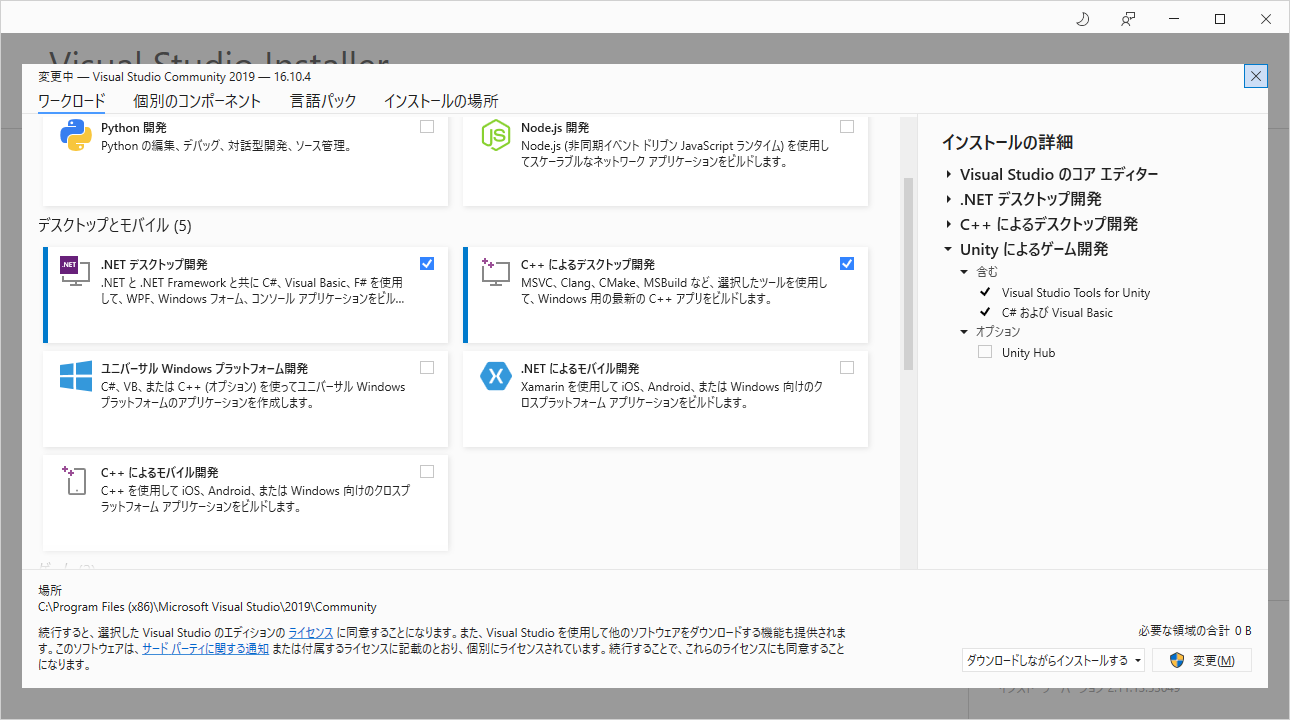 Visual Studio Installer
変更中 — Visual Studio Community 2019 — 16.10.4
ワークロード 個別のコンポーネント 言語パック インストールの場所
Python 開発
Python の編集、デバッグ、対話型開発、ソース管理。
Node.js 開発
Node.js (非同期イベント ドリブン JavaScript ランタイム) を使用し
てスケーラブルなネットワーク アプリケーションをビルドします。
デスクトップとモバイル (5)
.NET
.NET デスクトップ開発
.NET と .NET Framework と共に C#、Visual Basic、F# を使用
して、WPF、Windows フォーム、コンソール アプリケーションをビル...
C++ によるデスクトップ開発
MSVC、Clang、CMake、MSBuild など、選択したツールを使用し
て、Windows 用の最新の C++ アプリをビルドします。
ユニバーサル Windows プラットフォーム開発
C#、VB、または C++ (オプション) を使ってユニバーサル Windows
プラットフォームのアプリケーションを作成します。
.NET によるモバイル開発
Xamarin を使用して iOS、Android、または Windows 向けのク
ロスプラットフォーム アプリケーションをビルドします。
C++ によるモバイル開発
C++ を使用して iOS、Android、または Windows 向けのクロスプ
ラットフォーム アプリケーションをビルドします。
インストールの詳細
Visual Studio のコア エディター
.NET デスクトップ開発
C++ によるデスクトップ開発
Unity によるゲーム開発
含む
Visual Studio Tools for Unity
C# および Visual Basic
オプション
Unity Hub
場所
C:\Program Files (x86)\Microsoft Visual Studio\2019\Community
続行すると、選択した Visual Studio のエディションの ライセンス に同意することになります。また、Visual Studio を使用して他のソフトウェアをダウンロードする機能も提供されま
す。このソフトウェアは、サード パーティに関する通知 または付属するライセンスに記載のとおり、個別にライセンスされています。続行することで、これらのライセンスにも同意すること
になります。
必要な領域の合計 0 B
ダウンロードしながらインストールする
変更(M)